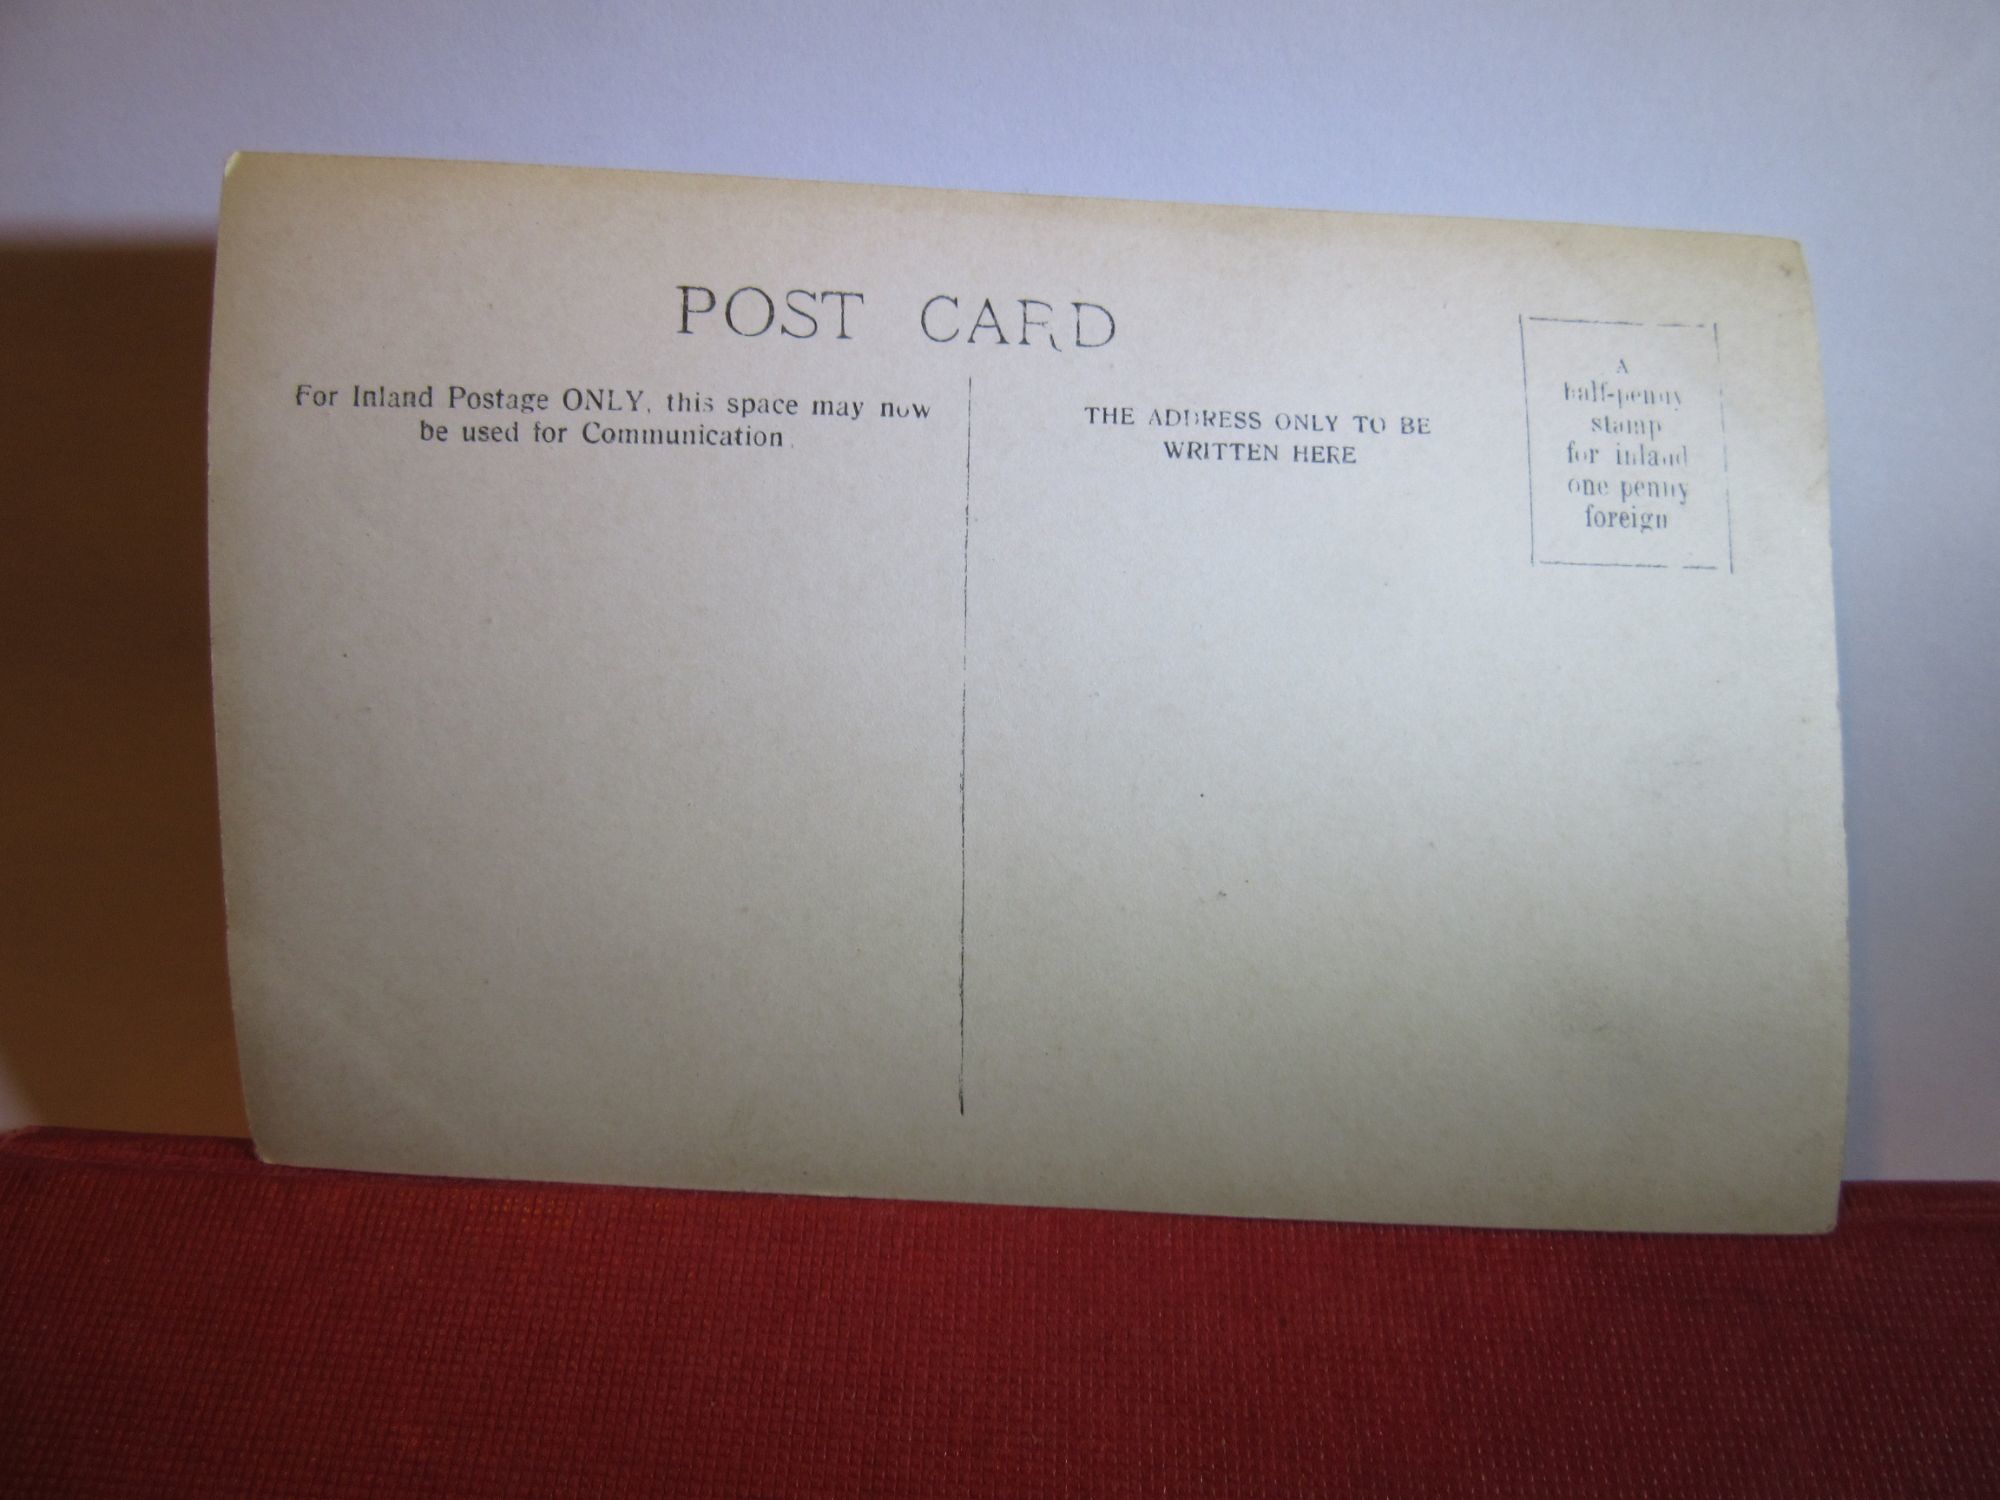 POST CARD
For Inland Postage ONLY, this space may now
be used for Communication.
THE ADDRESS ONLY TO BE
WRITTEN HERE
A
half-penny
stamp
for inland
one penny
foreign